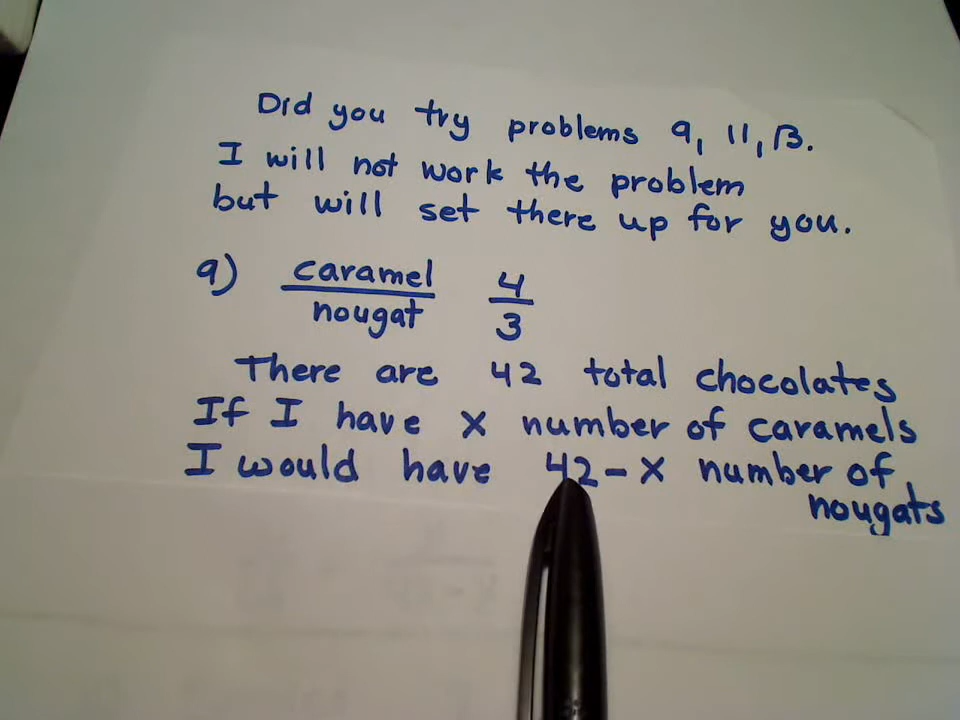 Did you try problems 9, 11, 13.
I will not work the problem
but will set there up for you.
9) caramel 4
nougat 3
There are 42 total chocolates
If I have x number of caramels
I would have 42 - x number of
nougats